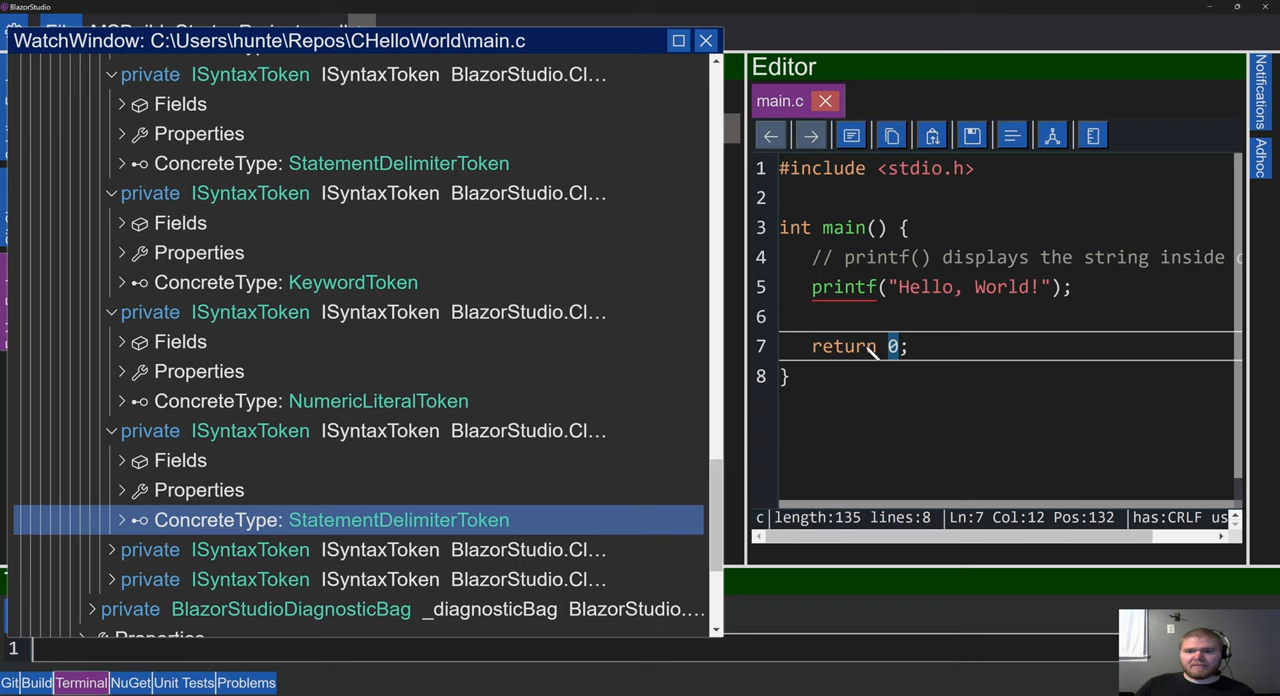 BlazorStudio
WatchWindow: C:\Users\hunte\Repos\CHelloWorld\main.c
private ISyntaxToken ISyntaxToken BlazorStudio.Cl…
Fields
Properties
ConcreteType: StatementDelimiterToken
private ISyntaxToken ISyntaxToken BlazorStudio.Cl…
Fields
Properties
ConcreteType: KeywordToken
private ISyntaxToken ISyntaxToken BlazorStudio.Cl…
Fields
Properties
ConcreteType: NumericLiteralToken
private ISyntaxToken ISyntaxToken BlazorStudio.Cl…
Fields
Properties
ConcreteType: StatementDelimiterToken
private ISyntaxToken ISyntaxToken BlazorStudio.Cl…
private ISyntaxToken ISyntaxToken BlazorStudio.Cl…
private BlazorStudioDiagnosticBag _diagnosticBag BlazorStudio.…
Properties
Editor
main.c
1 #include <stdio.h>
2
3 int main() {
4 // printf() displays the string inside
5 printf("Hello, World!");
6
7 return 0;
8 }
c length:135 lines:8 Ln:7 Col:12 Pos:132 has:CRLF us
Notifications
Adhoc
1
Git Build Terminal NuGet Unit Tests Problems